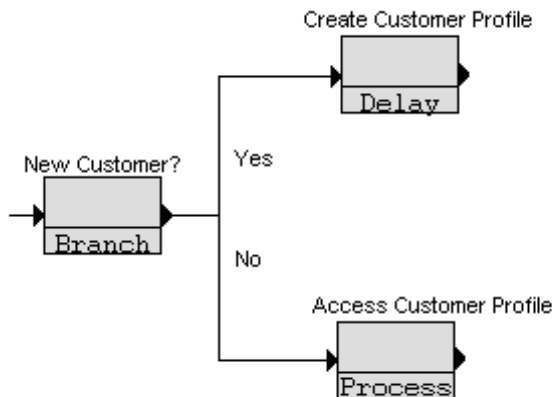 Create Customer Profile
Delay
New Customer?
Yes
Branch
No
Access Customer Profile
Process